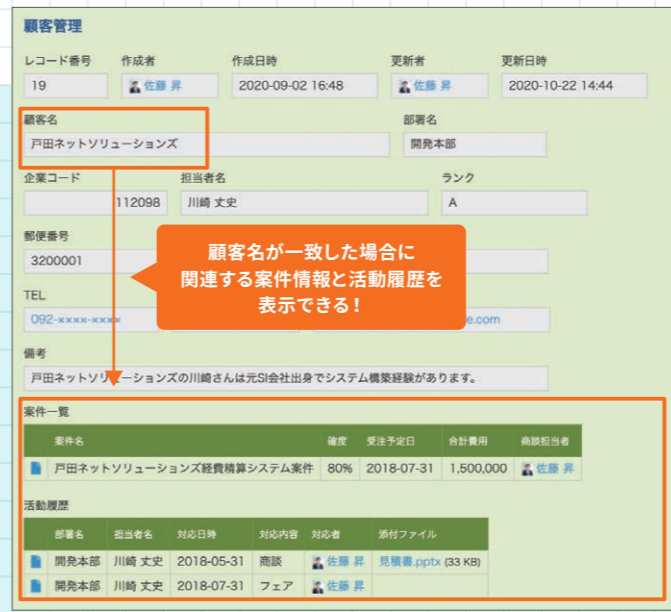 顧客管理
レコード番号 作成者 作成日時 更新者 更新日時
19 佐藤 昇 2020-09-02 16:48 佐藤 昇 2020-10-22 14:44
顧客名 部署名
戸田ネットソリューションズ 開発本部
企業コード 担当者名 ランク
112098 川崎 丈史 A
郵便番号
3200001
顧客名が一致した場合に
関連する案件情報と活動履歴を
表示できる！
TEL
092-××××-××××
e.com
備考
戸田ネットソリューションズの川崎さんは元SI会社出身でシステム構築経験があります。
案件一覧
案件名 確度 受注予定日 合計費用 商談担当者
戸田ネットソリューションズ経費精算システム案件 80% 2018-07-31 1,500,000 佐藤 昇
活動履歴
部署名 担当者名 対応日時 対応内容 対応者 添付ファイル
開発本部 川崎 丈史 2018-05-31 商談 佐藤 昇 見積書.pptx (33 KB)
開発本部 川崎 丈史 2018-07-31 フェア 佐藤 昇